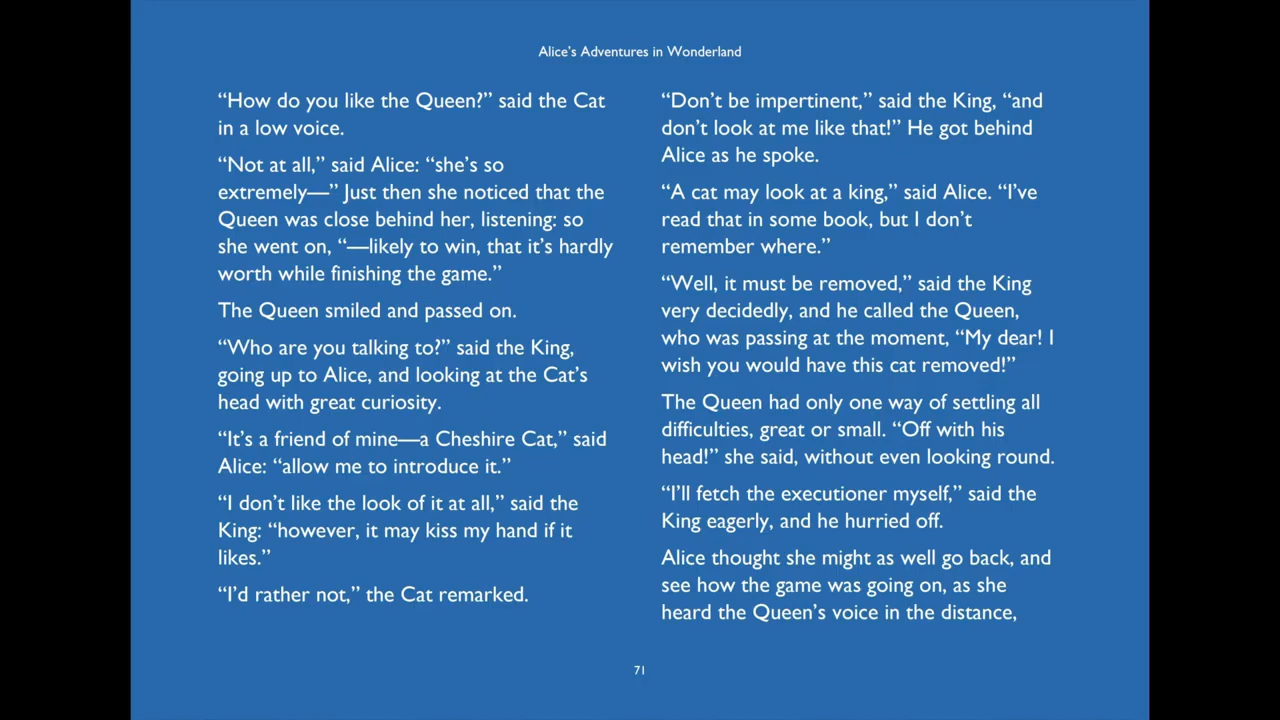 Alice’s Adventures in Wonderland
“How do you like the Queen?” said the Cat
in a low voice.
“Not at all,” said Alice: “she’s so
extremely—” Just then she noticed that the
Queen was close behind her, listening: so
she went on, “—likely to win, that it’s hardly
worth while finishing the game.”
The Queen smiled and passed on.
“Who are you talking to?” said the King,
going up to Alice, and looking at the Cat’s
head with great curiosity.
“It’s a friend of mine—a Cheshire Cat,” said
Alice: “allow me to introduce it.”
“I don’t like the look of it at all,” said the
King: “however, it may kiss my hand if it
likes.”
“I’d rather not,” the Cat remarked.
“Don’t be impertinent,” said the King, “and
don’t look at me like that!” He got behind
Alice as he spoke.
“A cat may look at a king,” said Alice. “I’ve
read that in some book, but I don’t
remember where.”
“Well, it must be removed,” said the King
very decidedly, and he called the Queen,
who was passing at the moment, “My dear! I
wish you would have this cat removed!”
The Queen had only one way of settling all
difficulties, great or small. “Off with his
head!” she said, without even looking round.
“I’ll fetch the executioner myself,” said the
King eagerly, and he hurried off.
Alice thought she might as well go back, and
see how the game was going on, as she
heard the Queen’s voice in the distance,
71